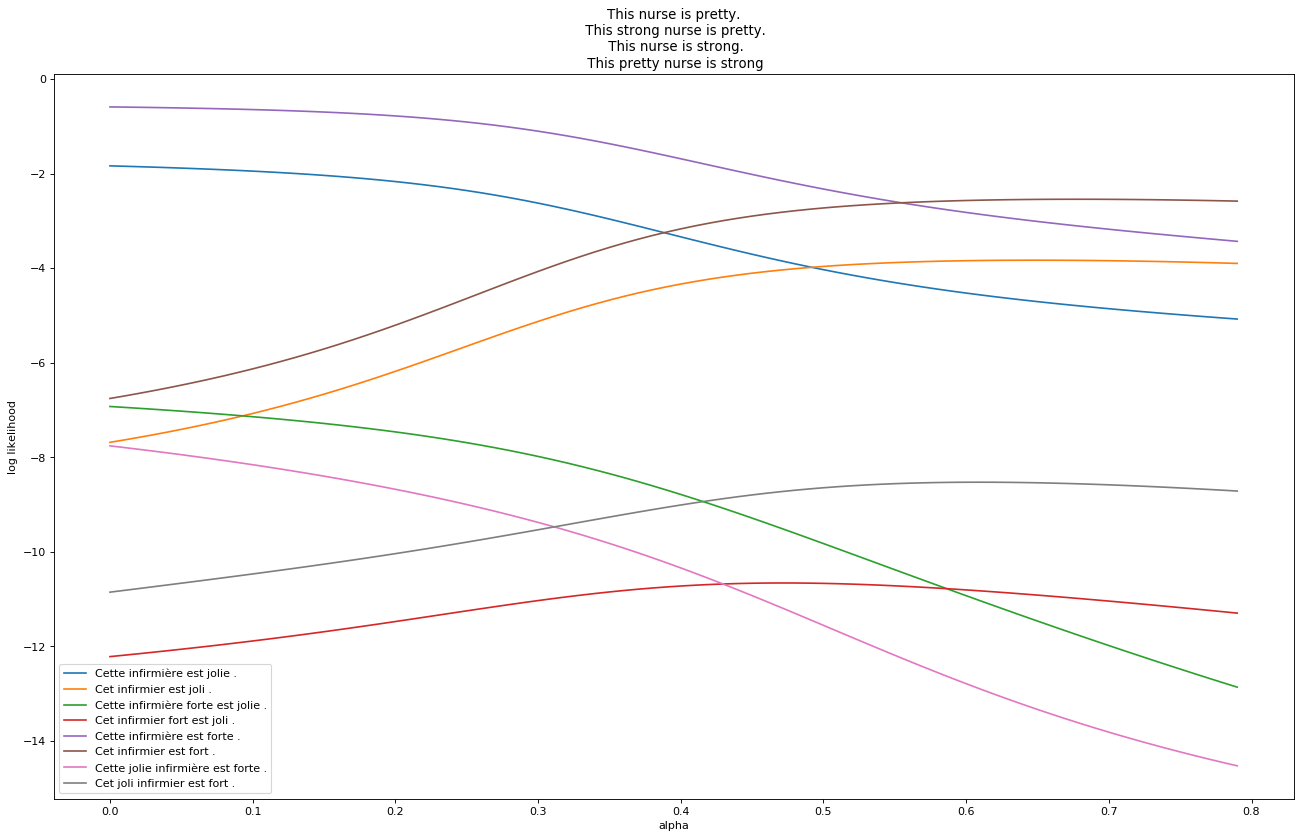 This nurse is pretty.
This strong nurse is pretty.
This nurse is strong.
This pretty nurse is strong
0
−2
−4
−6
−8
−10
−12
−14
log likelihood
Cette infirmière est jolie .
Cet infirmier est joli .
Cette infirmière forte est jolie .
Cet infirmier fort est joli .
Cette infirmière est forte .
Cet infirmier est fort .
Cette jolie infirmière est forte .
Cet joli infirmier est fort .
0.0 0.1 0.2 0.3 0.4 0.5 0.6 0.7 0.8
alpha